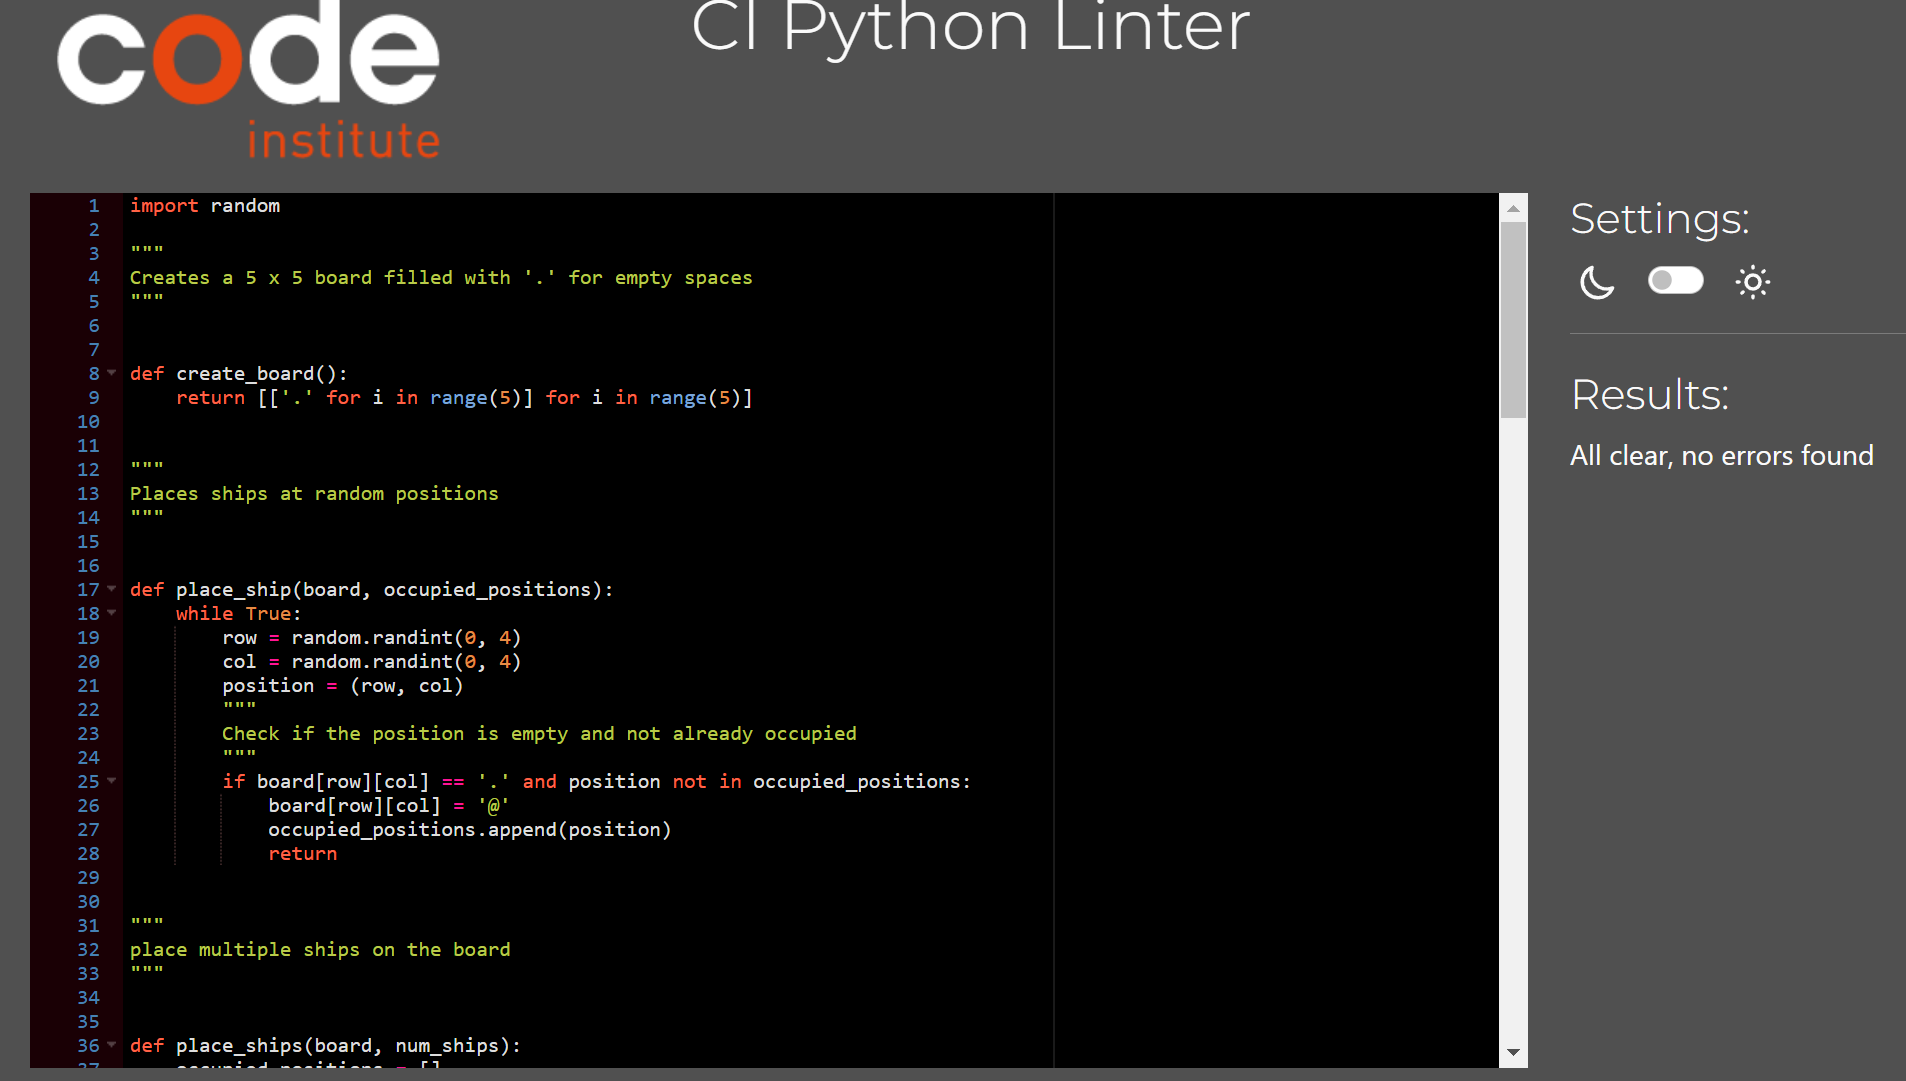 code
institute
CI Python Linter
1 import random
2
3 """
4 Creates a 5 x 5 board filled with '.' for empty spaces
5 """
6
7
8 def create_board():
9     return [['.' for i in range(5)] for i in range(5)]
10
11
12 """
13 Places ships at random positions
14 """
15
16
17 def place_ship(board, occupied_positions):
18     while True:
19         row = random.randint(0, 4)
20         col = random.randint(0, 4)
21         position = (row, col)
22         """
23         Check if the position is empty and not already occupied
24         """
25         if board[row][col] == '.' and position not in occupied_positions:
26             board[row][col] = '@'
27             occupied_positions.append(position)
28             return
29
30
31 """
32 place multiple ships on the board
33 """
34
35
36 def place_ships(board, num_ships):
37     occupied_positions = []
Settings:
Results:
All clear, no errors found